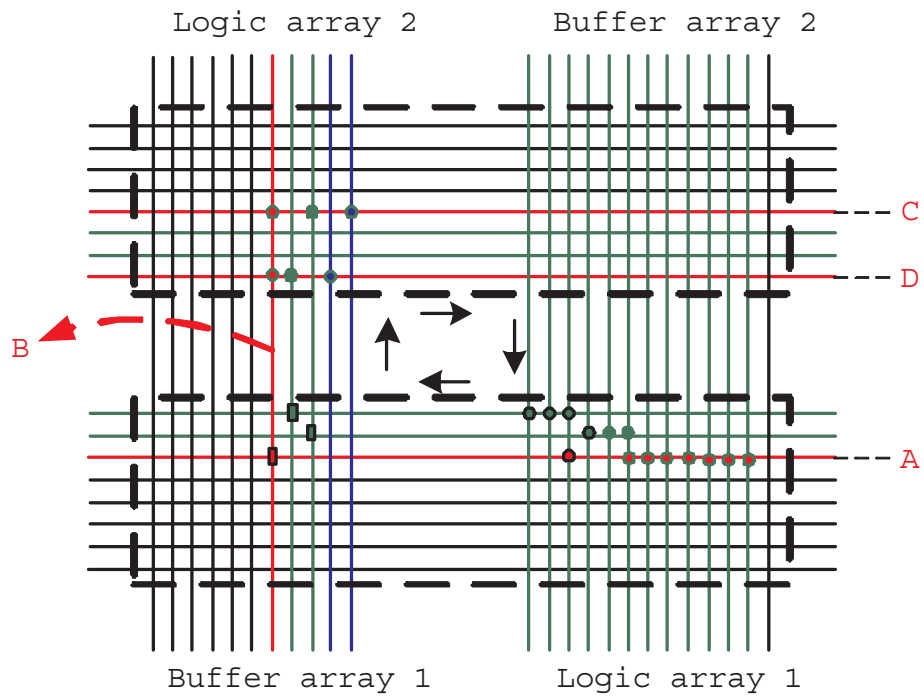 Logic array 2
Buffer array 2
C
D
B
A
Buffer array 1
Logic array 1